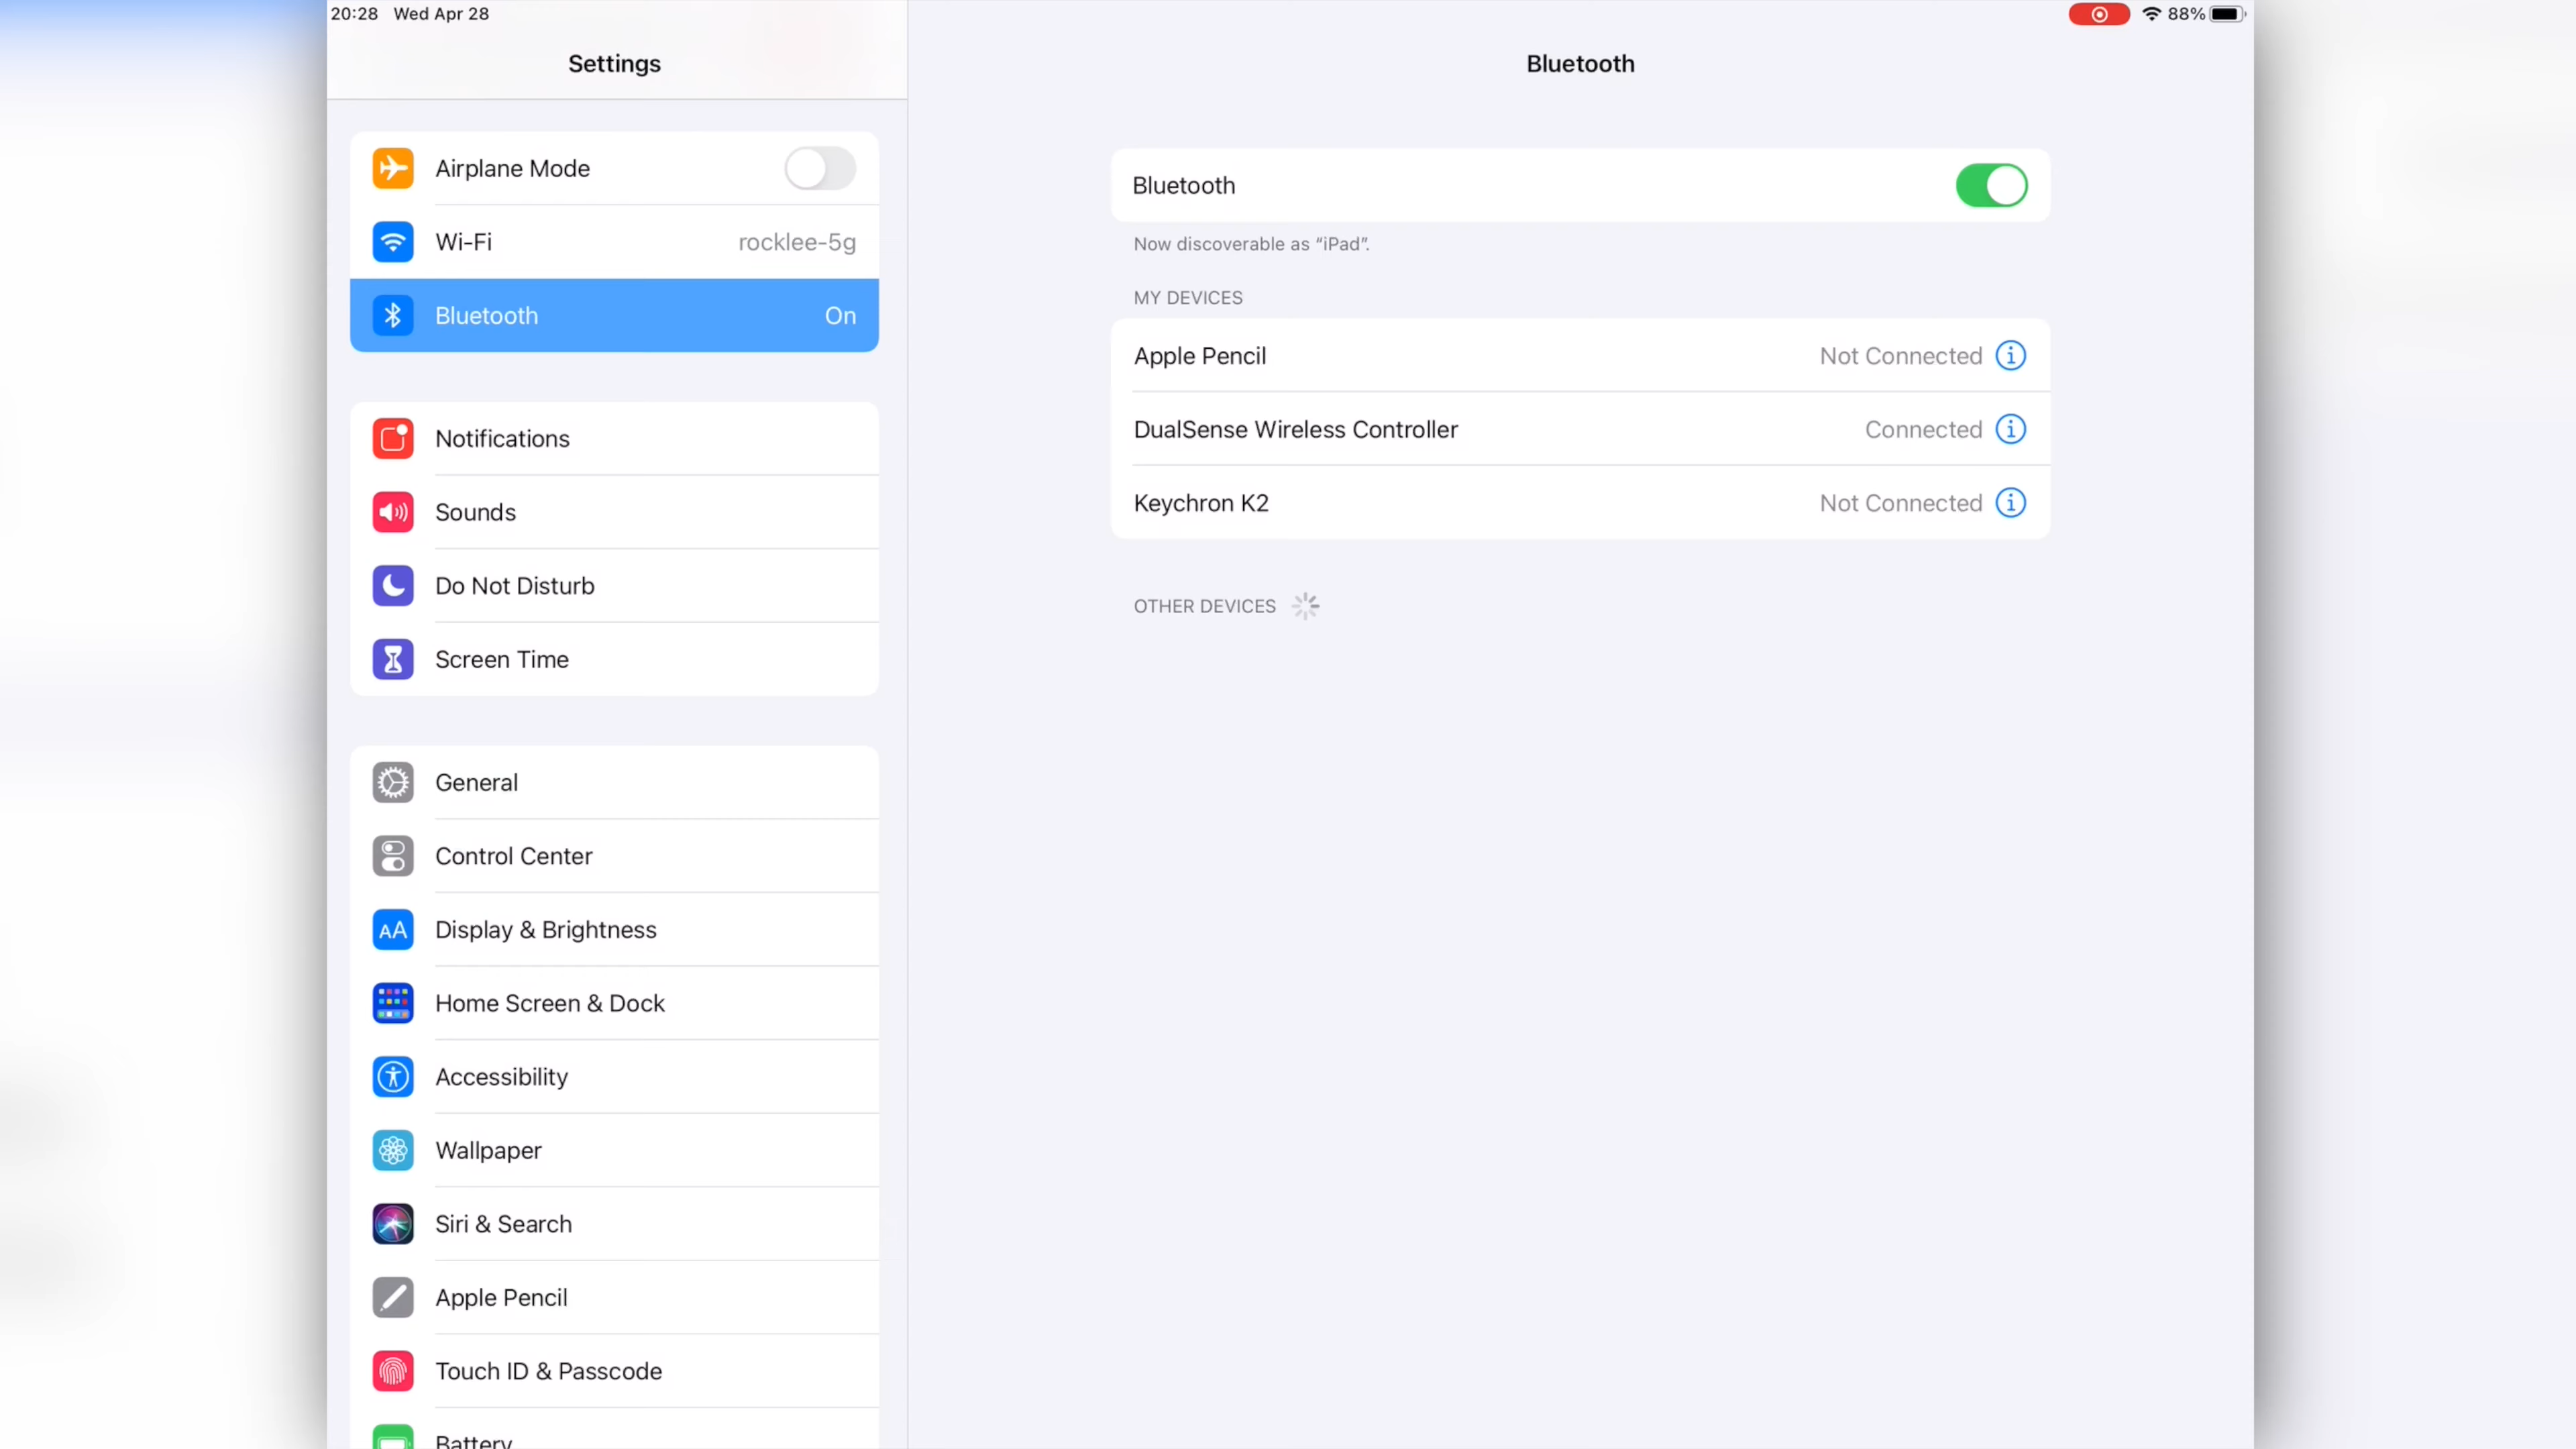 20:28 Wed Apr 28
88%
Settings
Airplane Mode
Wi-Fi rocklee-5g
Bluetooth On
Notifications
Sounds
Do Not Disturb
Screen Time
General
Control Center
AA Display & Brightness
Home Screen & Dock
Accessibility
Wallpaper
Siri & Search
Apple Pencil
Touch ID & Passcode
Battery
Bluetooth
Bluetooth
Now discoverable as “iPad”.
MY DEVICES
Apple Pencil Not Connected
DualSense Wireless Controller Connected
Keychron K2 Not Connected
OTHER DEVICES